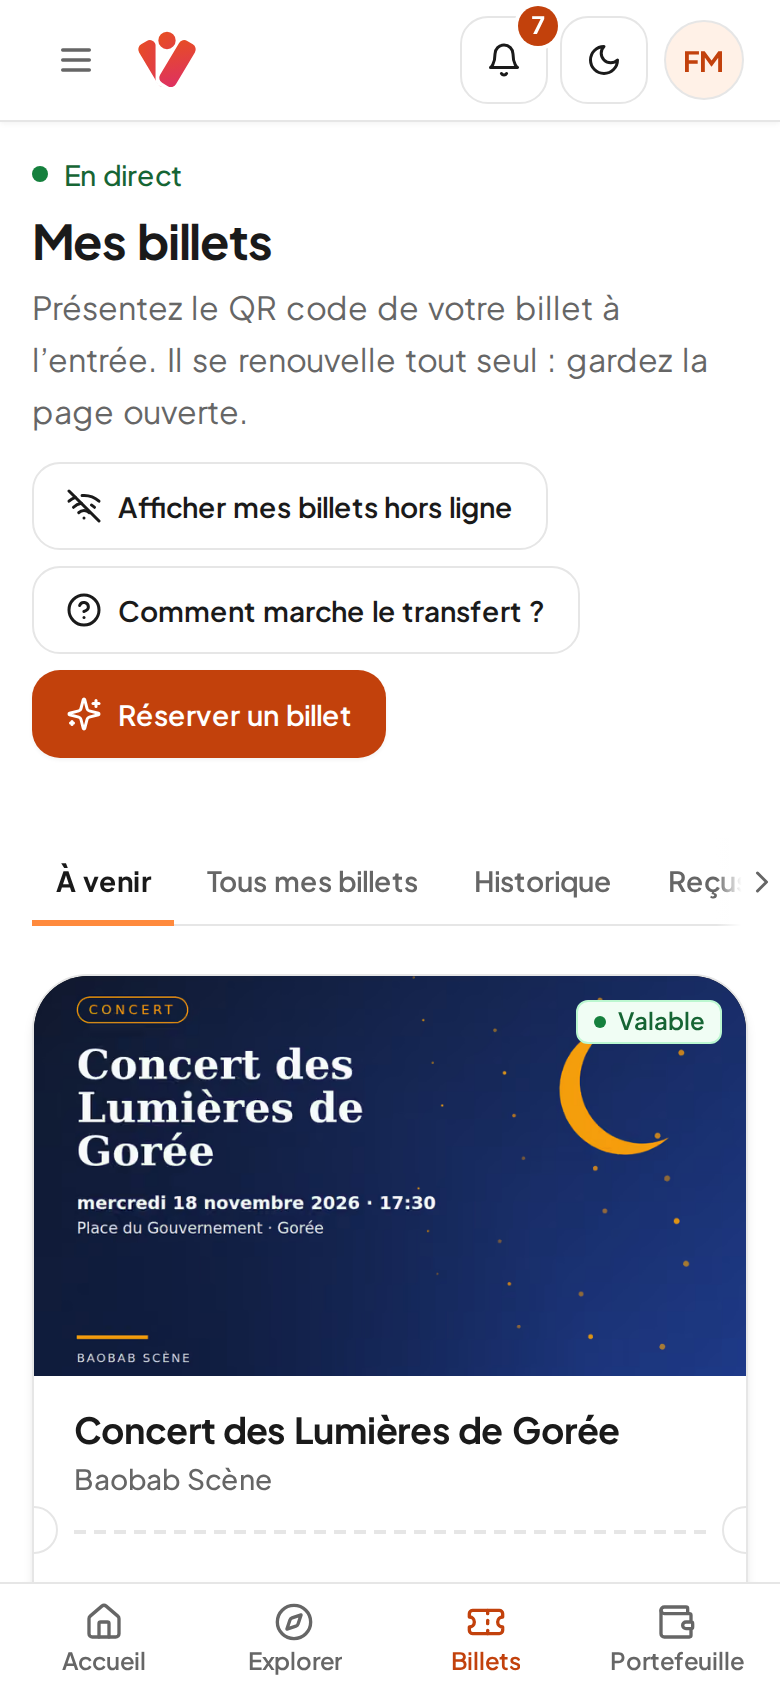 7
FM
En direct
Mes billets
Présentez le QR code de votre billet à
l’entrée. Il se renouvelle tout seul : gardez la
page ouverte.
Afficher mes billets hors ligne
Comment marche le transfert ?
Réserver un billet
À venir
Tous mes billets
Historique
Reçus
CONCERT
Valable
Concert des
Lumières de
Gorée
mercredi 18 novembre 2026 · 17:30
Place du Gouvernement · Gorée
BAOBAB SCÈNE
Concert des Lumières de Gorée
Baobab Scène
Accueil
Explorer
Billets
Portefeuille